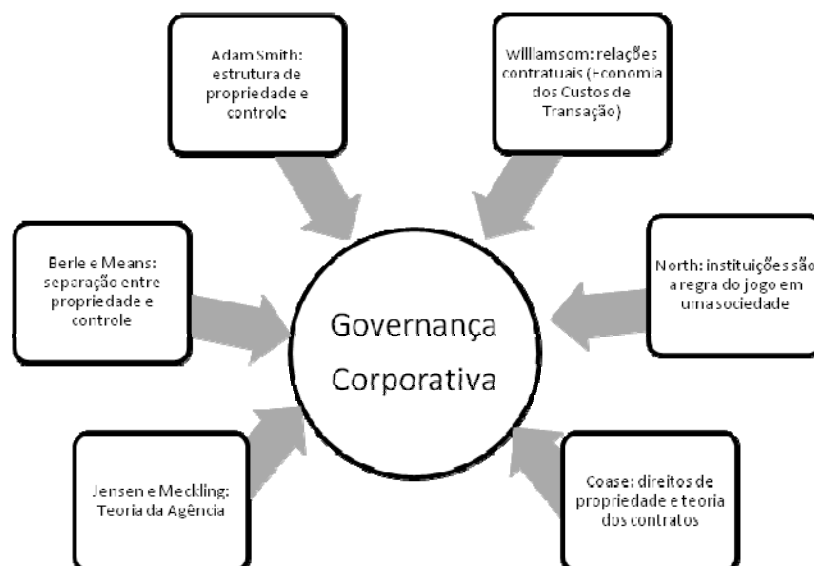 Adam Smith:
estrutura de
propriedade e
controle
Williamsom: relações
contratuais (Economia
dos Custos de
Transação)
Berle e Means:
separação entre
propriedade e
controle
North: instituições são
a regra do jogo em
uma sociedade
Governança
Corporativa
Jensen e Meckling:
Teoria da Agência
Coase: direitos de
propriedade e teoria
dos contratos